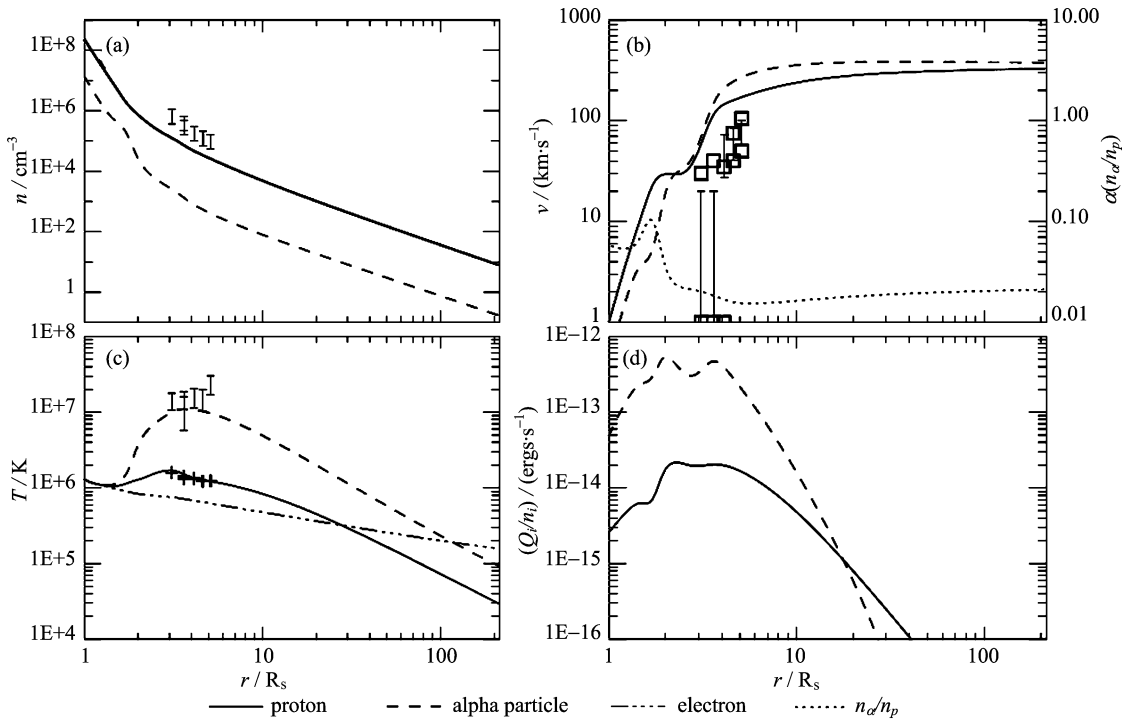 (a)
1E+8
1E+6
1E+4
1E+2
1
n / cm⁻³
(b)
1000
100
10
1
v / (km·s⁻¹)
10.00
1.00
0.10
0.01
α(nα/np)
(c)
1E+8
1E+7
1E+6
1E+5
1E+4
T / K
1 10 100
r / Rs
(d)
1E−12
1E−13
1E−14
1E−15
1E−16
(Qi/ni) / (ergs·s⁻¹)
1 10 100
r / Rs
proton alpha particle electron nα/np